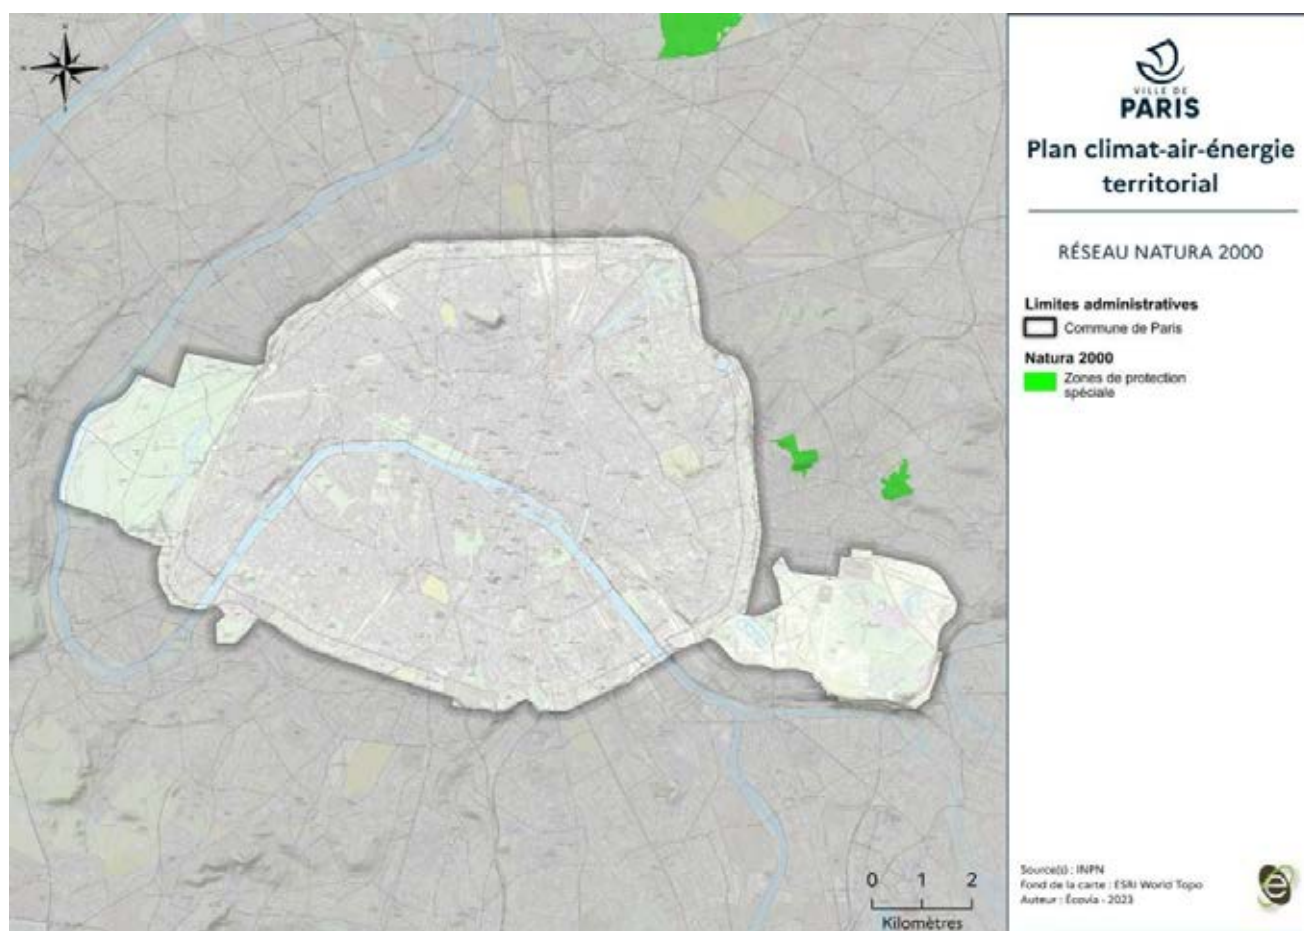 VILLE DE
PARIS
Plan climat-air-énergie
territorial
RÉSEAU NATURA 2000
Limites administratives
Commune de Paris
Natura 2000
Zones de protection
spéciale
Source(s) : INPN
Fond de la carte : ESRI World Topo
Auteur : Écovia - 2023
0 1 2
Kilomètres